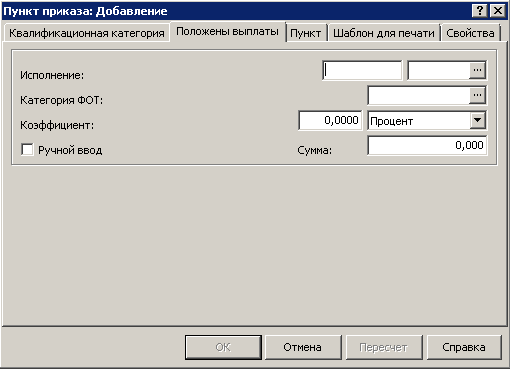 Пункт приказа: Добавление
Квалификационная категория Положены выплаты Пункт Шаблон для печати Свойства
Исполнение: ...
Категория ФОТ: ...
Коэффициент: 0,0000 Процент
Ручной ввод Сумма: 0,000
OK Отмена Пересчет Справка